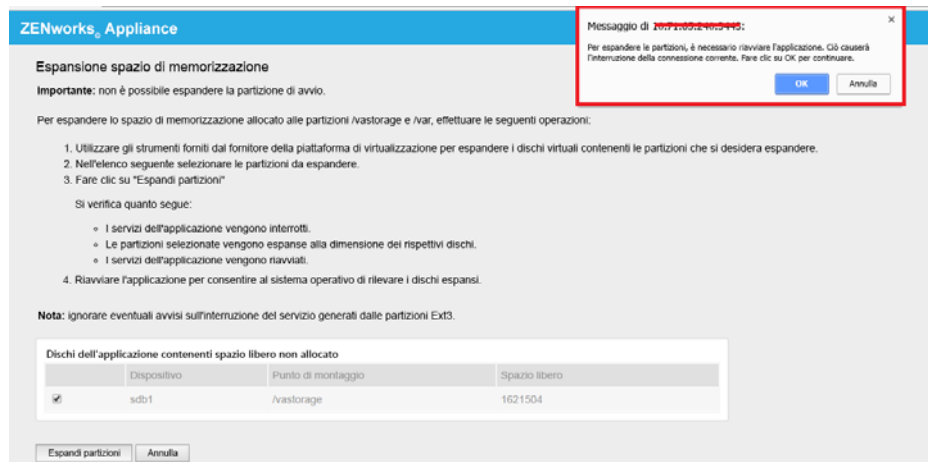 ZENworks® Appliance
Messaggio di
Per espandere le partizioni, è necessario riavviare l'applicazione. Ciò causerà
l'interruzione della connessione corrente. Fare clic su OK per continuare.
OK Annulla
Espansione spazio di memorizzazione
Importante: non è possibile espandere la partizione di avvio.
Per espandere lo spazio di memorizzazione allocato alle partizioni /vastorage e /var, effettuare le seguenti operazioni:
1. Utilizzare gli strumenti forniti dal fornitore della piattaforma di virtualizzazione per espandere i dischi virtuali contenenti le partizioni che si desidera espandere.
2. Nell'elenco seguente selezionare le partizioni da espandere.
3. Fare clic su "Espandi partizioni"
Si verifica quanto segue:
I servizi dell'applicazione vengono interrotti.
Le partizioni selezionate vengono espanse alla dimensione dei rispettivi dischi.
I servizi dell'applicazione vengono riavviati.
4. Riavviare l'applicazione per consentire al sistema operativo di rilevare i dischi espansi.
Nota: ignorare eventuali avvisi sull'interruzione del servizio generati dalle partizioni Ext3.
Dischi dell'applicazione contenenti spazio libero non allocato
Dispositivo Punto di montaggio Spazio libero
sdb1 /vastorage 1621504
Espandi partizioni Annulla